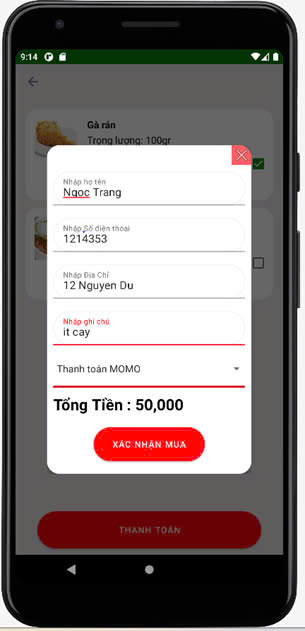 9:14
Gà rán
Trọng lượng: 100gr
Nhập họ tên
Ngoc Trang
Nhập Số điện thoại
1214353
Nhập Địa Chỉ
12 Nguyen Du
Nhập ghi chú
it cay
Thanh toán MOMO
Tổng Tiền : 50,000
XÁC NHẬN MUA
THANH TOÁN